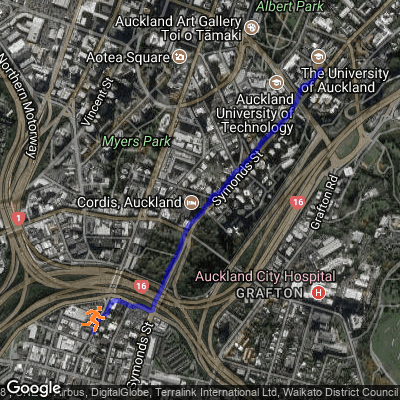 Albert Park
Auckland Art Gallery
Toi o Tāmaki
Aotea Square
The University
of Auckland
Auckland
University of
Technology
Vincent St
Northern Motorway
Myers Park
Symonds St
Cordis, Auckland
Grafton Rd
16
1
16
Auckland City Hospital
GRAFTON
H
Symonds St
Google
Airbus, DigitalGlobe, Terralink International Ltd, Waikato District Council